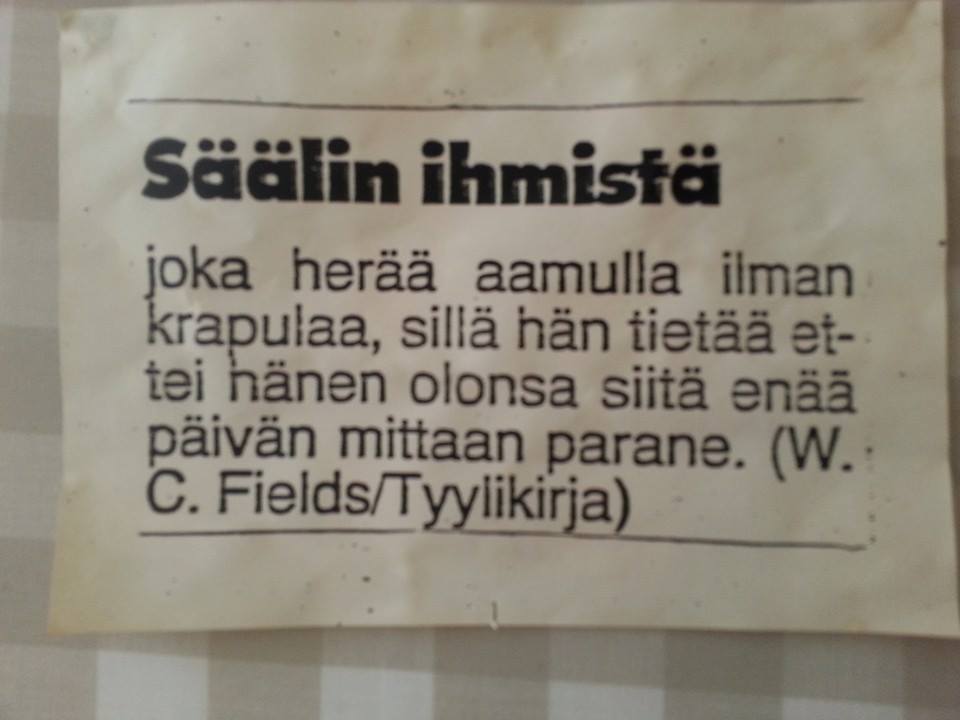 Säälin ihmistä
joka herää aamulla ilman
krapulaa, sillä hän tietää et-
tei hänen olonsa siitä enää
päivän mittaan parane. (W.
C. Fields/Tyylikirja)